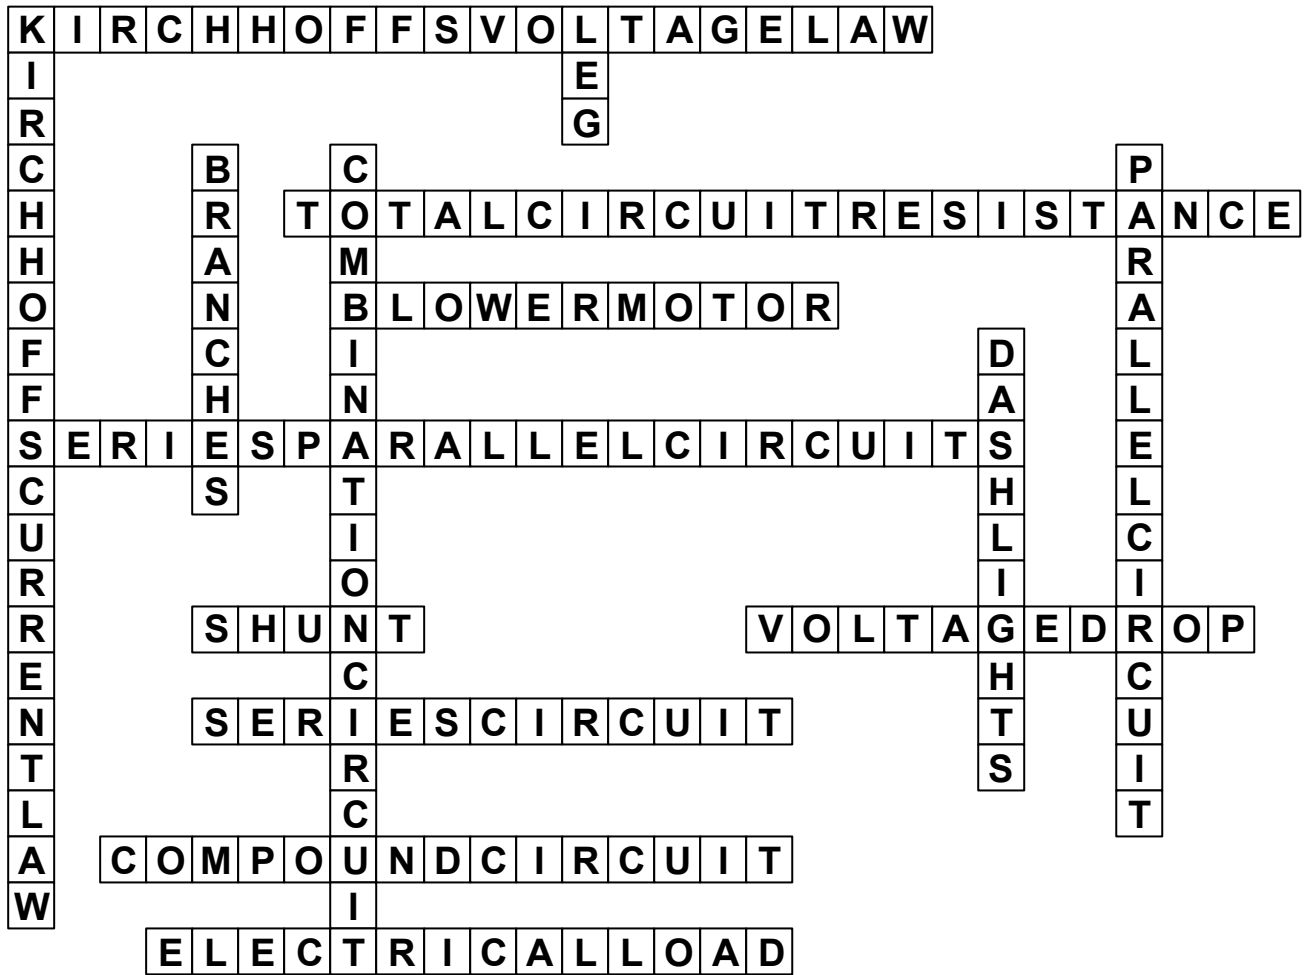 KIRCHHOFFSVOLTAGELAW
KIRCHHOFFSCURRENTLAW
LEG
BRANCHES
COMBINATIONCIRCUIT
PARALLELCIRCUIT
TOTALCIRCUITRESISTANCE
BLOWERMOTOR
DASHLIGHTS
SERIESPARALLELCIRCUITS
SHUNT
VOLTAGEDROP
SERIESCIRCUIT
COMPOUNDCIRCUIT
ELECTRICALLOAD